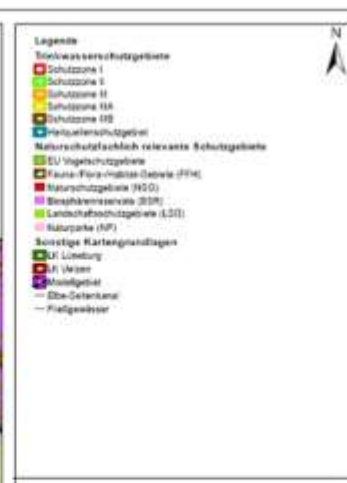 N
Legende
Trinkwasserschutzgebiete
Schutzzone I
Schutzzone II
Schutzzone III
Schutzzone IIIA
Schutzzone IIIB
Heilquellenschutzgebiet
Naturschutzfachlich relevante Schutzgebiete
EU Vogelschutzgebiete
Fauna-Flora-Habitat-Gebiete (FFH)
Naturschutzgebiete (NSG)
Biosphärenreservate (BSR)
Landschaftsschutzgebiete (LSG)
Naturparke (NP)
Sonstige Kartengrundlagen
LK Lüneburg
LK Uelzen
Modellgebiet
Elbe-Seitenkanal
Fließgewässer